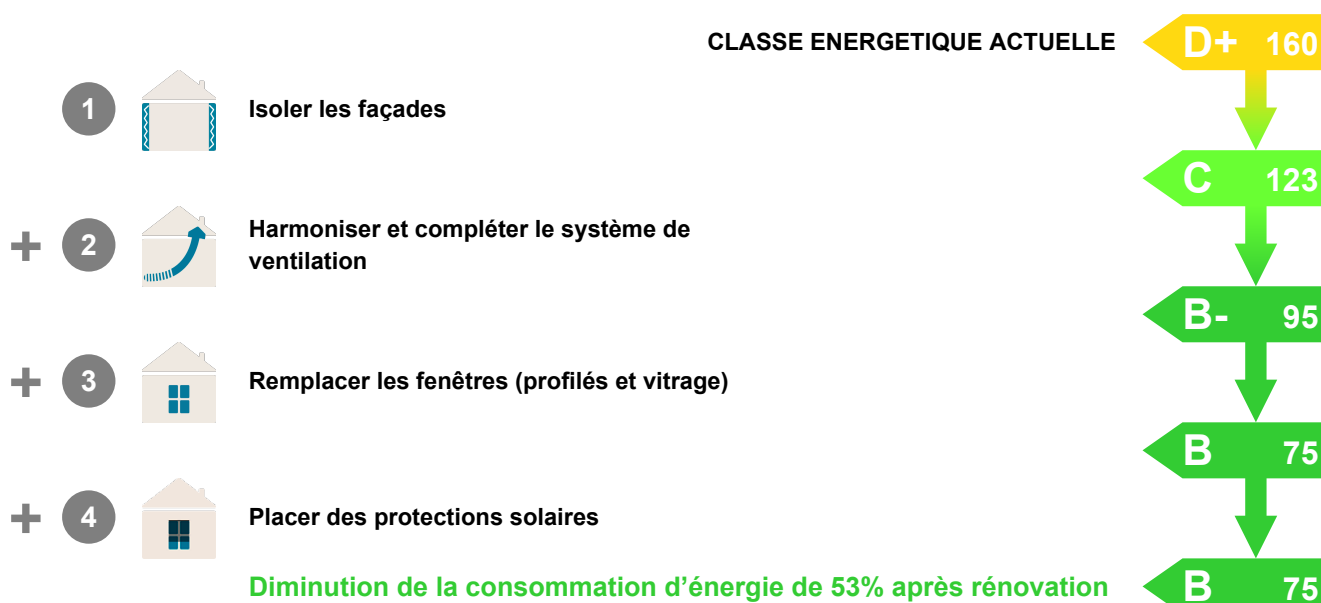 CLASSE ENERGETIQUE ACTUELLE D+ 160
1 Isoler les façades
C 123
+ 2 Harmoniser et compléter le système de
ventilation
B- 95
+ 3 Remplacer les fenêtres (profilés et vitrage)
B 75
+ 4 Placer des protections solaires
Diminution de la consommation d’énergie de 53% après rénovation B 75